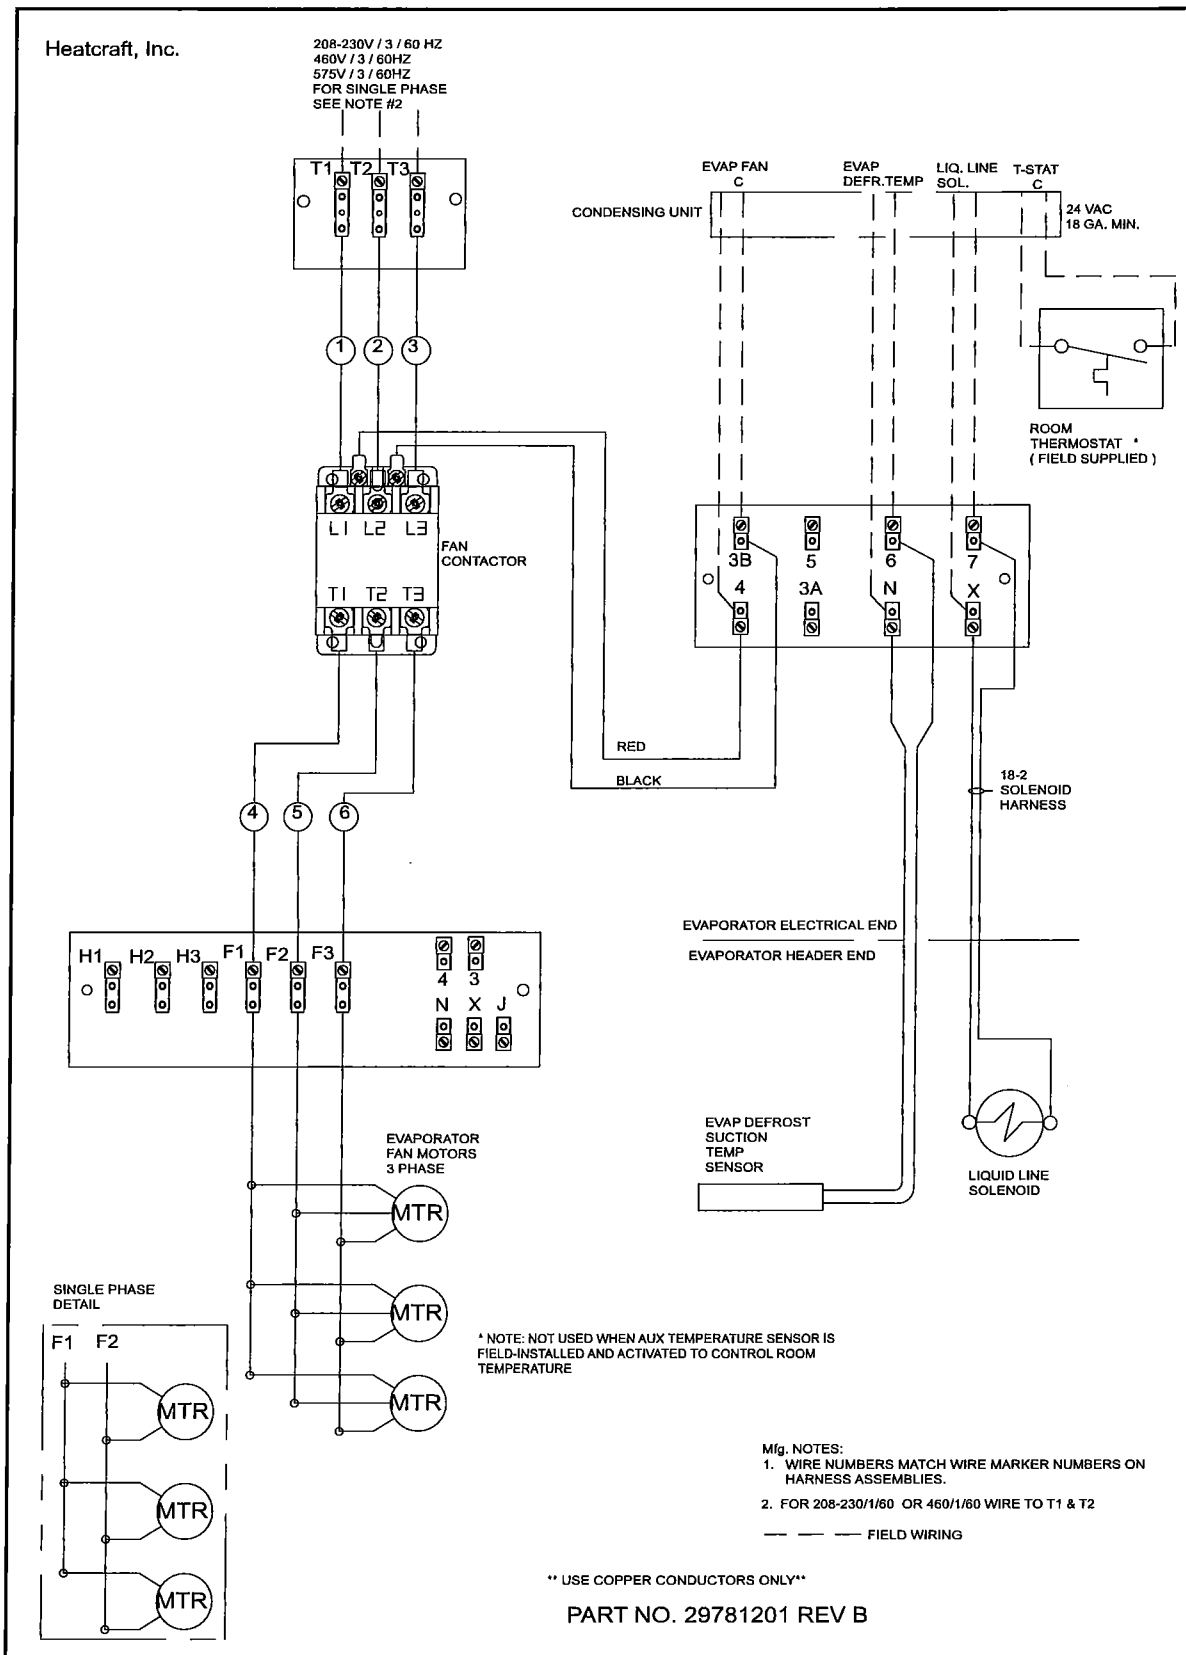 Heatcraft, Inc.
208-230V / 3 / 60 HZ
460V / 3 / 60HZ
575V / 3 / 60HZ
FOR SINGLE PHASE
SEE NOTE #2
T1 T2 T3
EVAP FAN
C
EVAP
DEFR.TEMP
LIQ. LINE
SOL.
T-STAT
C
CONDENSING UNIT
24 VAC
18 GA. MIN.
1 2 3
ROOM
THERMOSTAT *
( FIELD SUPPLIED )
L1 L2 L3
FAN
CONTACTOR
T1 T2 T3
3B 5 6 7
4 3A N X
RED
BLACK
18-2
SOLENOID
HARNESS
4 5 6
EVAPORATOR ELECTRICAL END
EVAPORATOR HEADER END
H1 H2 H3 F1 F2 F3
4 3
N X J
EVAPORATOR
FAN MOTORS
3 PHASE
MTR
MTR
MTR
EVAP DEFROST
SUCTION
TEMP
SENSOR
LIQUID LINE
SOLENOID
SINGLE PHASE
DETAIL
F1 F2
MTR
MTR
MTR
* NOTE: NOT USED WHEN AUX TEMPERATURE SENSOR IS
FIELD-INSTALLED AND ACTIVATED TO CONTROL ROOM
TEMPERATURE
Mfg. NOTES:
1. WIRE NUMBERS MATCH WIRE MARKER NUMBERS ON
HARNESS ASSEMBLIES.
2. FOR 208-230/1/60 OR 460/1/60 WIRE TO T1 & T2
FIELD WIRING
** USE COPPER CONDUCTORS ONLY**
PART NO. 29781201 REV B